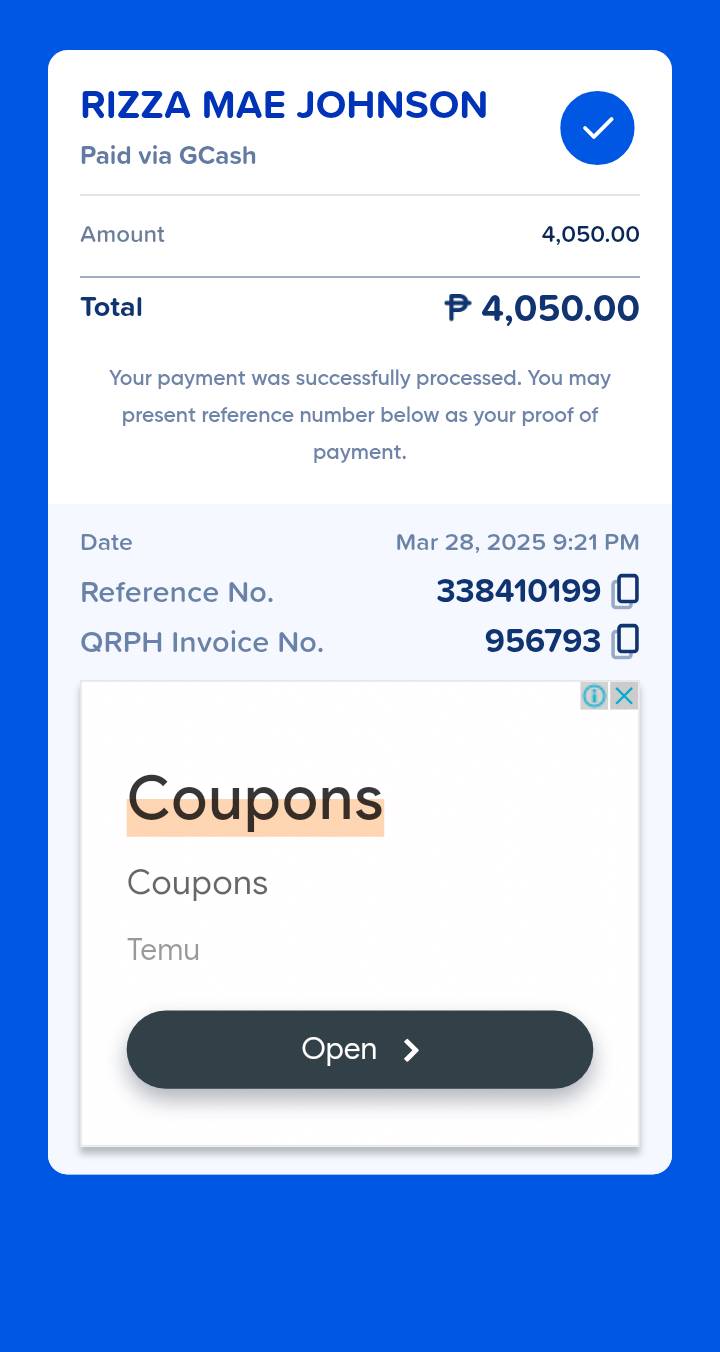 RIZZA MAE JOHNSON
Paid via GCash
Amount 4,050.00
Total ₱ 4,050.00
Your payment was successfully processed. You may
present reference number below as your proof of
payment.
Date Mar 28, 2025 9:21 PM
Reference No. 338410199
QRPH Invoice No. 956793
Coupons
Coupons
Temu
Open